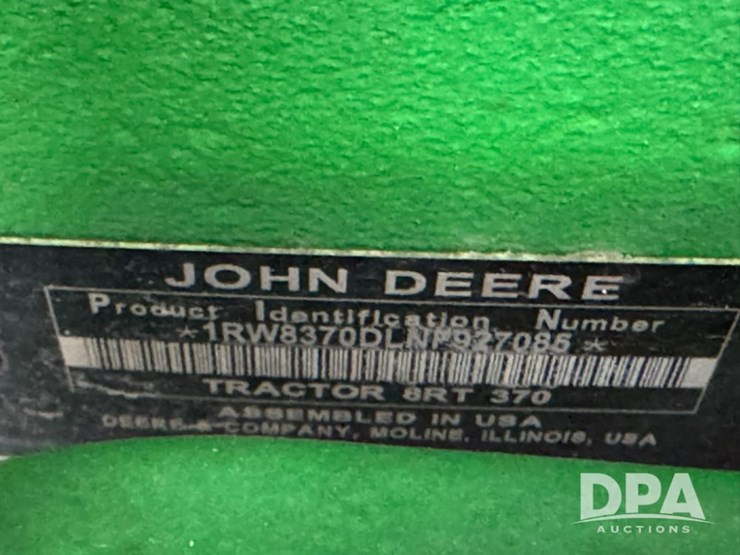 JOHN DEERE
Product Identification Number
*1RW8370DLNP927085*
TRACTOR 8RT 370
ASSEMBLED IN USA
DEERE & COMPANY, MOLINE, ILLINOIS, USA
DPA
AUCTIONS